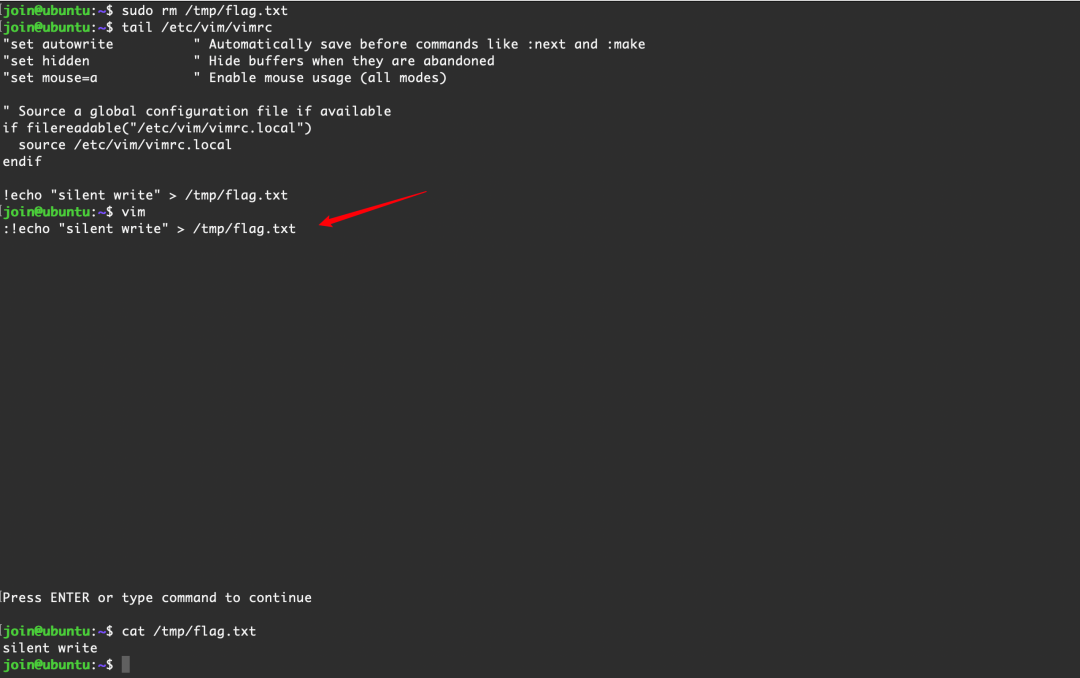 join@ubuntu:~$ sudo rm /tmp/flag.txt
join@ubuntu:~$ tail /etc/vim/vimrc
"set autowrite          " Automatically save before commands like :next and :make
"set hidden             " Hide buffers when they are abandoned
"set mouse=a            " Enable mouse usage (all modes)
" Source a global configuration file if available
if filereadable("/etc/vim/vimrc.local")
  source /etc/vim/vimrc.local
endif
!echo "silent write" > /tmp/flag.txt
join@ubuntu:~$ vim
:!echo "silent write" > /tmp/flag.txt
Press ENTER or type command to continue
join@ubuntu:~$ cat /tmp/flag.txt
silent write
join@ubuntu:~$